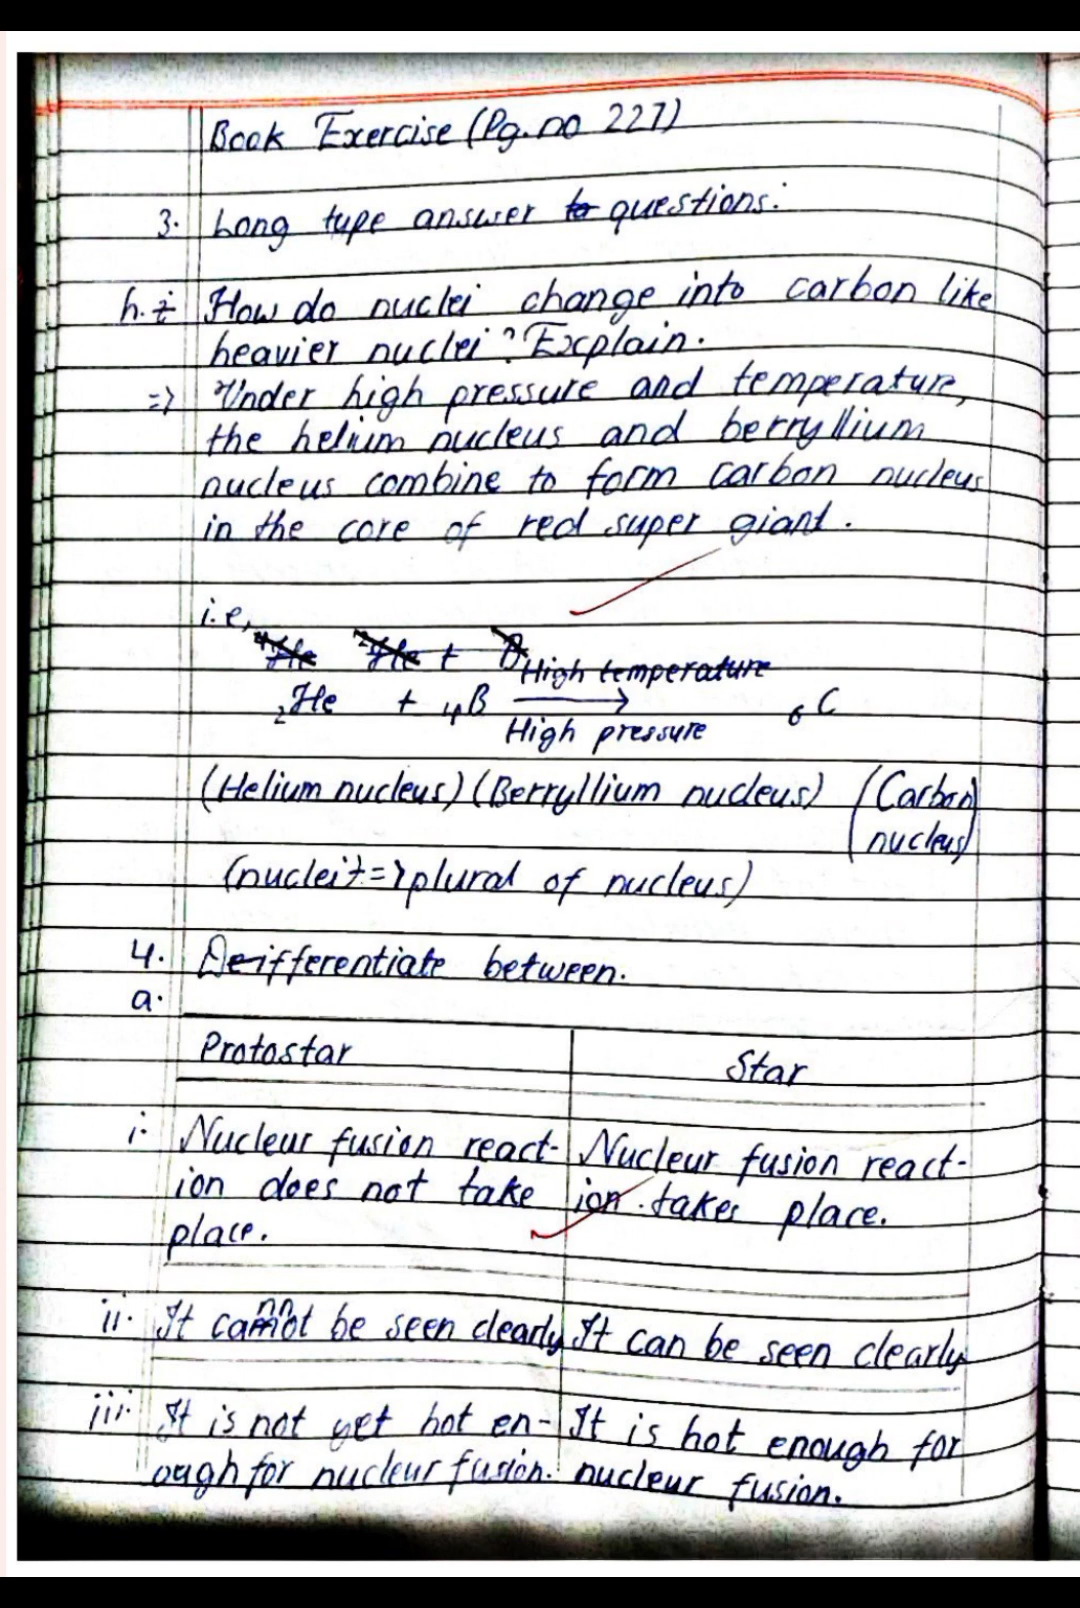 Book Exercise (Pg. no 227)
3. Long type answer to questions:
h. How do nuclei change into carbon like
heavier nuclei? Explain.
=> Under high pressure and temperature,
the helium nucleus and berryllium
nucleus combine to form carbon nucleus
in the core of red super giant.
i.e,
4He 2He + B
High temperature
2He + 4B → 6C
High pressure
(Helium nucleus) (Berryllium nucleus) (Carbon
nucleus)
(nuclei => plural of nucleus)
4. Differentiate between.
a.
Protostar Star
i. Nucleur fusion react- Nucleur fusion react-
ion does not take ion takes place.
place.
ii. It cannot be seen clearly It can be seen clearly
iii. It is not yet hot en- It is hot enough for
ough for nucleur fusion. nucleur fusion.